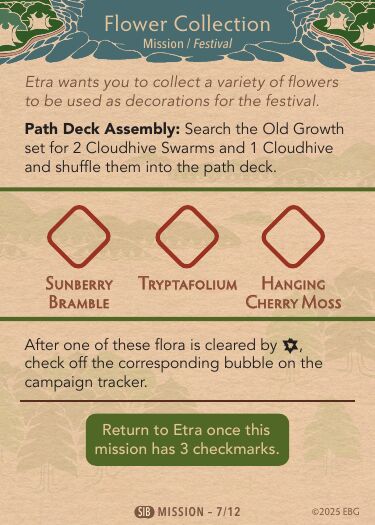 Flower Collection
Mission / Festival
Etra wants you to collect a variety of flowers
to be used as decorations for the festival.
Path Deck Assembly: Search the Old Growth
set for 2 Cloudhive Swarms and 1 Cloudhive
and shuffle them into the path deck.
Sunberry Bramble
Tryptafolium
Hanging Cherry Moss
After one of these flora is cleared by ,
check off the corresponding bubble on the
campaign tracker.
Return to Etra once this
mission has 3 checkmarks.
SIB MISSION - 7/12
©2025 EBG